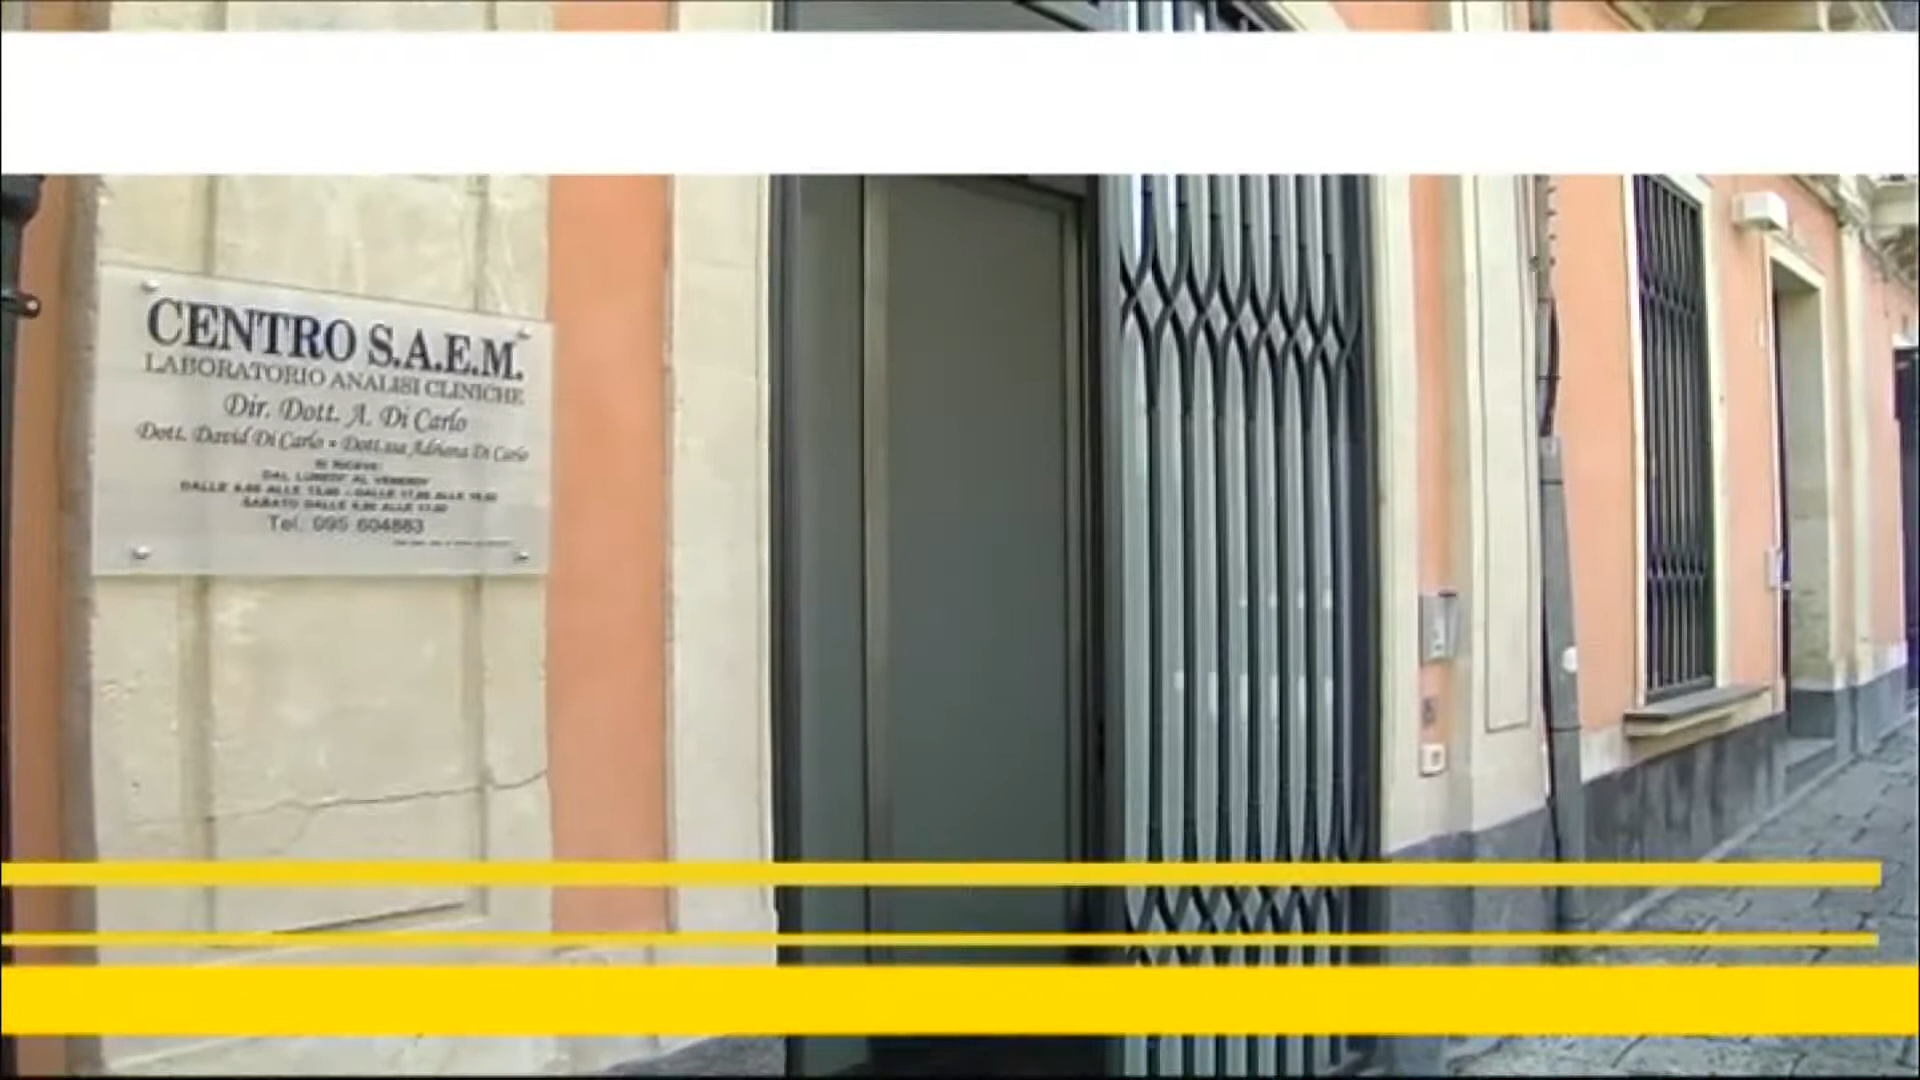 CENTRO S.A.E.M.
LABORATORIO ANALISI CLINICHE
Dir. Dott. A. Di Carlo
Dott. David Di Carlo • Dott.ssa Adriana Di Carlo
SI RICEVE:
DAL LUNEDI' AL VENERDI'
SABATO DALLE
Tel. 095 604883